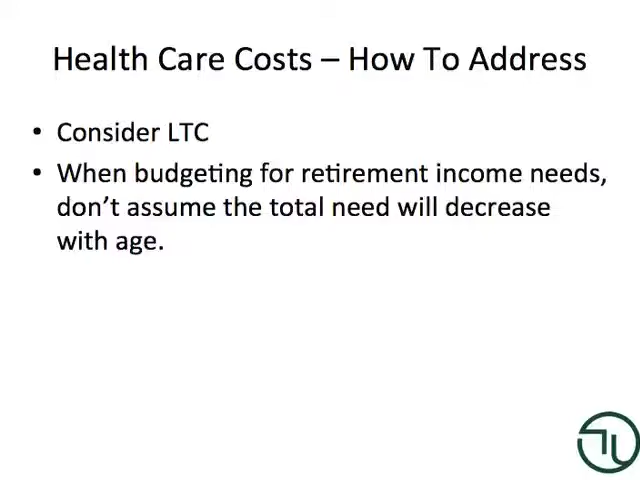 Health Care Costs – How To Address
• Consider LTC
• When budgeting for retirement income needs,
don’t assume the total need will decrease
with age.